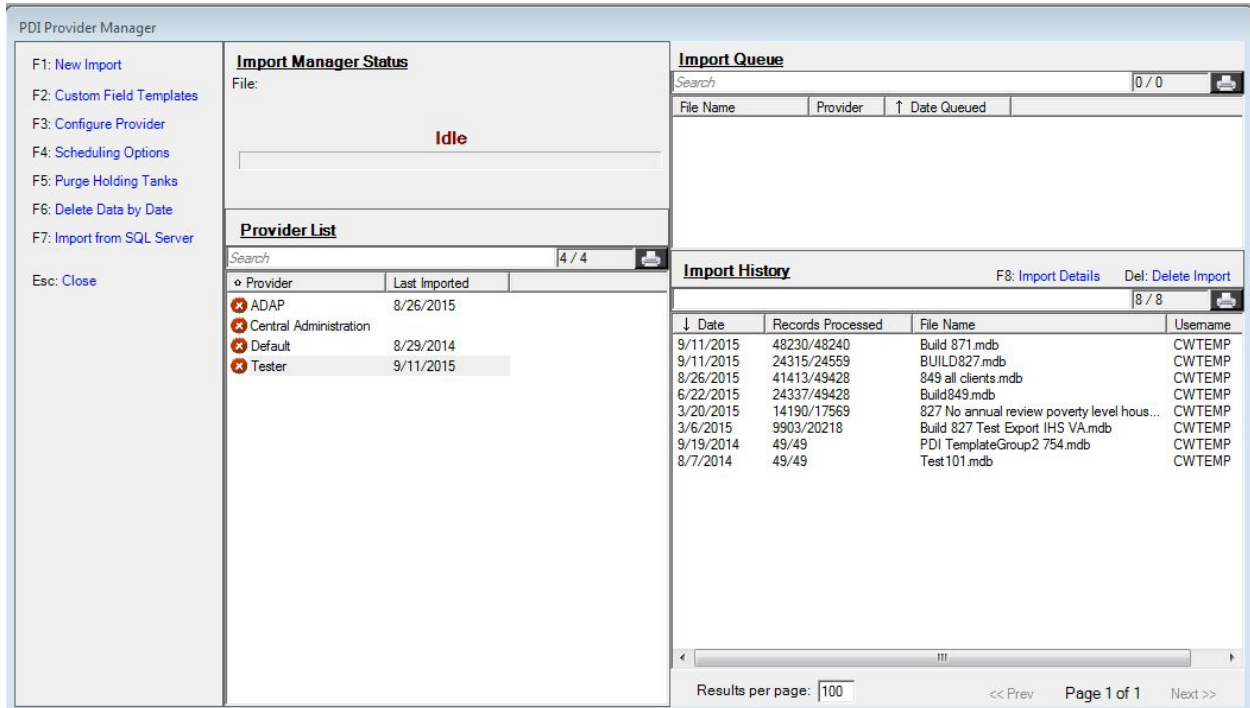 PDI Provider Manager
F1: New Import
F2: Custom Field Templates
F3: Configure Provider
F4: Scheduling Options
F5: Purge Holding Tanks
F6: Delete Data by Date
F7: Import from SQL Server
Esc: Close
Import Manager Status
File:
Idle
Provider List
Search 4 / 4
Provider Last Imported
ADAP 8/26/2015
Central Administration
Default 8/29/2014
Tester 9/11/2015
Import Queue
Search 0 / 0
File Name Provider ↑ Date Queued
Import History F8: Import Details Del: Delete Import
8 / 8
↓ Date Records Processed File Name Username
9/11/2015 48230/48240 Build 871.mdb CWTEMP
9/11/2015 24315/24559 BUILD827.mdb CWTEMP
8/26/2015 41413/49428 849 all clients.mdb CWTEMP
6/22/2015 24337/49428 Build849.mdb CWTEMP
3/20/2015 14190/17569 827 No annual review poverty level hous... CWTEMP
3/6/2015 9903/20218 Build 827 Test Export IHS VA.mdb CWTEMP
9/19/2014 49/49 PDI TemplateGroup2 754.mdb CWTEMP
8/7/2014 49/49 Test101.mdb CWTEMP
Results per page: 100 << Prev Page 1 of 1 Next >>